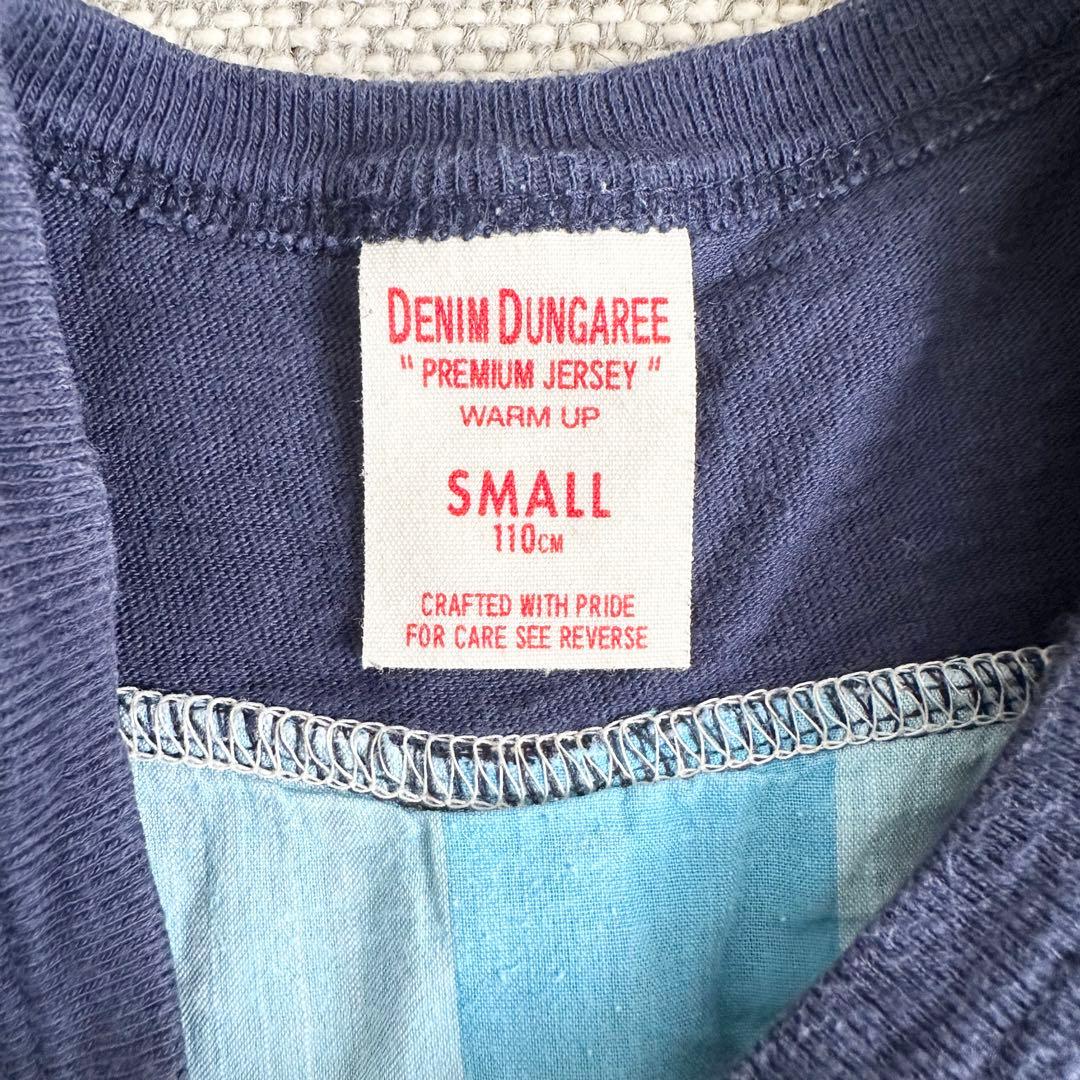 DENIM DUNGAREE
" PREMIUM JERSEY "
WARM UP
SMALL
110CM
CRAFTED WITH PRIDE
FOR CARE SEE REVERSE